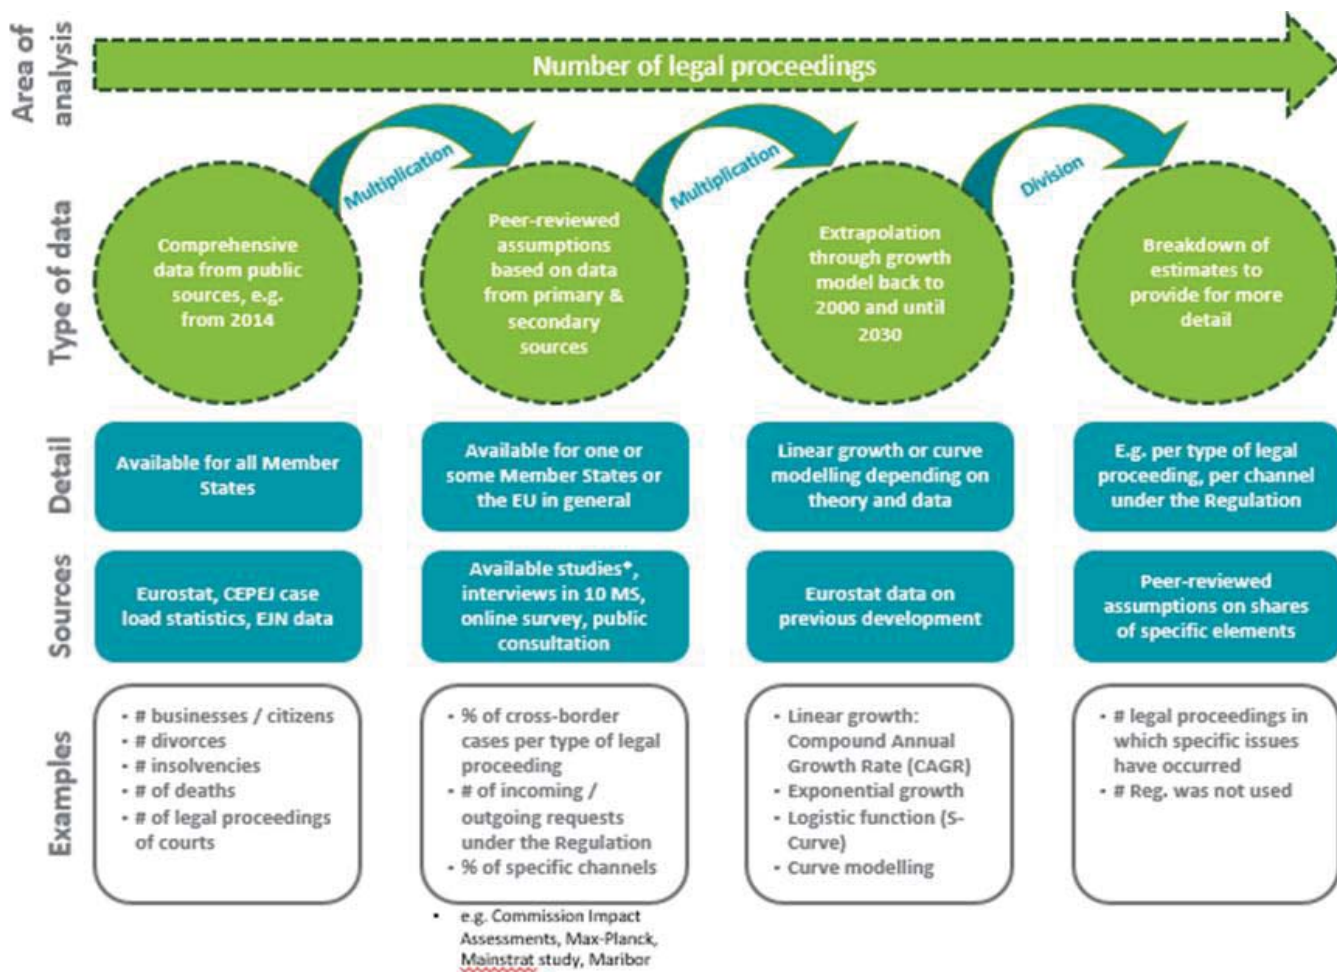 Area of
analysis
Number of legal proceedings
Multiplication
Multiplication
Division
Type of data
Comprehensive
data from public
sources, e.g.
from 2014
Peer-reviewed
assumptions
based on data
from primary &
secondary
sources
Extrapolation
through growth
model back to
2000 and until
2030
Breakdown of
estimates to
provide for more
detail
Detail
Available for all Member
States
Available for one or
some Member States or
the EU in general
Linear growth or curve
modelling depending on
theory and data
E.g. per type of legal
proceeding, per channel
under the Regulation
Sources
Eurostat, CEPEJ case
load statistics, EJN data
Available studies*,
interviews in 10 MS,
online survey, public
consultation
Eurostat data on
previous development
Peer-reviewed
assumptions on shares
of specific elements
Examples
• # businesses / citizens
• # divorces
• # insolvencies
• # of deaths
• # of legal proceedings
of courts
• % of cross-border
cases per type of legal
proceeding
• # of incoming /
outgoing requests
under the Regulation
• % of specific channels
• Linear growth:
Compound Annual
Growth Rate (CAGR)
• Exponential growth
• Logistic function (S-
Curve)
• Curve modelling
• # legal proceedings in
which specific issues
have occurred
• # Reg. was not used
• e.g. Commission Impact
Assessments, Max-Planck,
Mainstrat study, Maribor